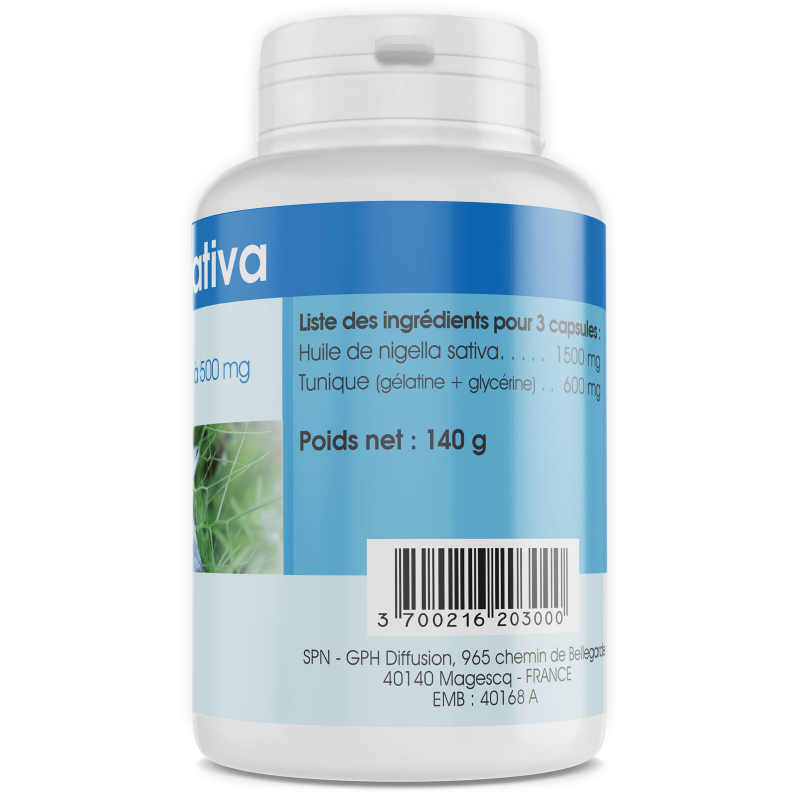 ativa
à 500 mg
Liste des ingrédients pour 3 capsules :
Huile de nigella sativa..... 1500 mg
Tunique (gélatine + glycérine) .. 600 mg
Poids net : 140 g
3 700216 203000
SPN - GPH Diffusion, 965 chemin de Bellegarde
40140 Magescq - FRANCE
EMB : 40168 A